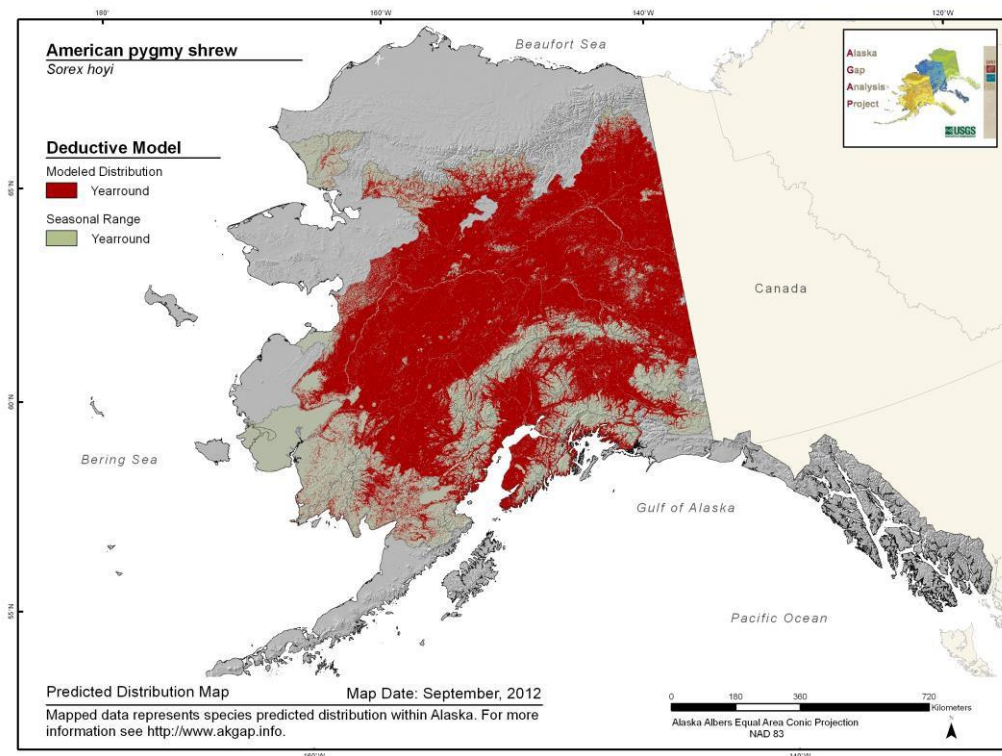 160°W
140°W
120°W
American pygmy shrew
Sorex hoyi
Beaufort Sea
Alaska
Gap
Analysis
Project
USGS
Deductive Model
Modeled Distribution
Yearround
Seasonal Range
Yearround
65°N
Canada
60°N
Bering Sea
Gulf of Alaska
55°N
Pacific Ocean
Predicted Distribution Map
Map Date: September, 2012
Mapped data represents species predicted distribution within Alaska. For more
information see http://www.akgap.info.
0 180 360 720
Kilometers
Alaska Albers Equal Area Conic Projection
NAD 83
160°W
140°W